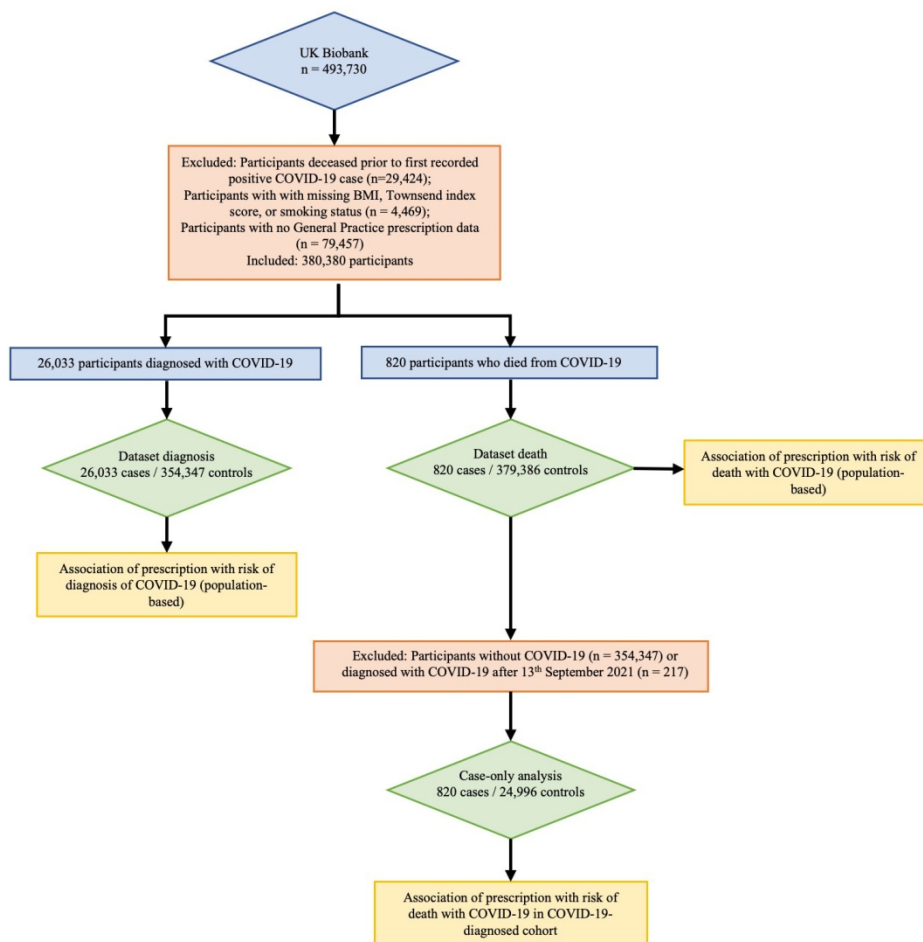 UK Biobank
n = 493,730
Excluded: Participants deceased prior to first recorded
positive COVID-19 case (n=29,424);
Participants with with missing BMI, Townsend index
score, or smoking status (n = 4,469);
Participants with no General Practice prescription data
(n = 79,457)
Included: 380,380 participants
26,033 participants diagnosed with COVID-19
820 participants who died from COVID-19
Dataset diagnosis
26,033 cases / 354,347 controls
Dataset death
820 cases / 379,386 controls
Association of prescription with risk of
death with COVID-19 (population-
based)
Association of prescription with risk of
diagnosis of COVID-19 (population-
based)
Excluded: Participants without COVID-19 (n = 354,347) or
diagnosed with COVID-19 after 13th September 2021 (n = 217)
Case-only analysis
820 cases / 24,996 controls
Association of prescription with risk of
death with COVID-19 in COVID-19-
diagnosed cohort